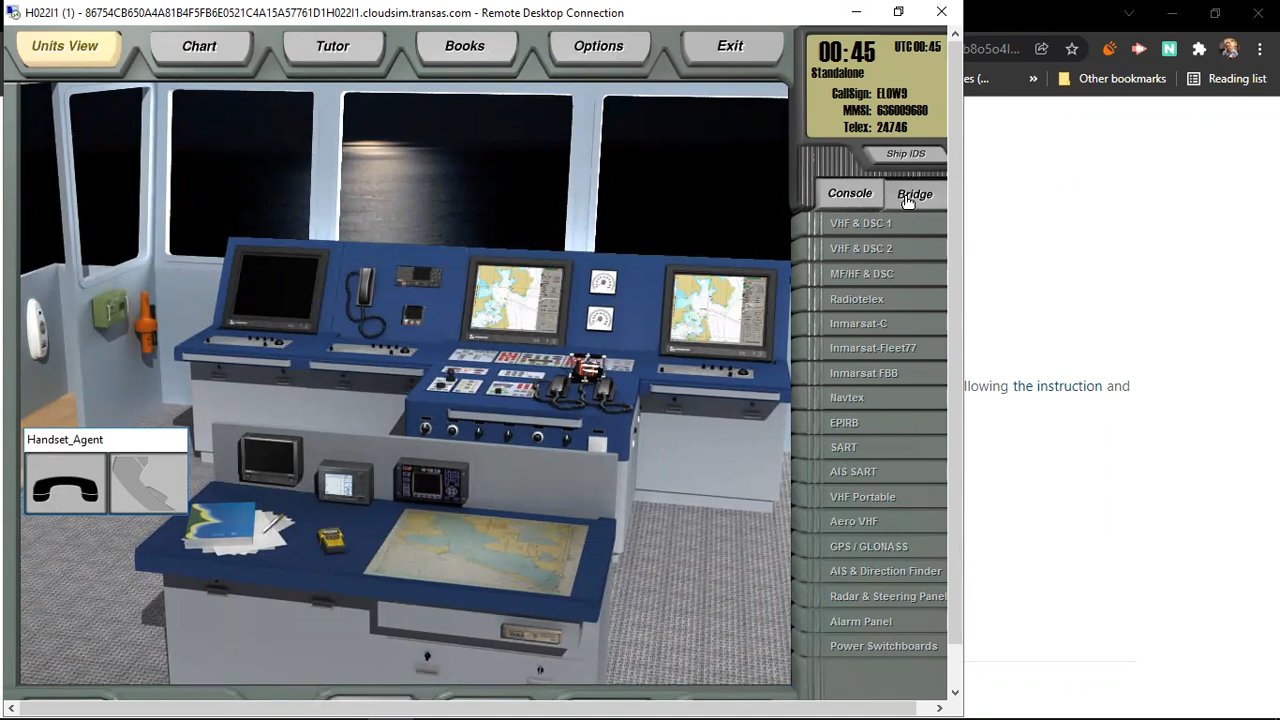 H022I1 (1) - 86754CB650A4A81B4F5FB6E0521C4A15A57761D1H022I1.cloudsim.transas.com - Remote Desktop Connection
Units View
Chart
Tutor
Books
Options
Exit
00:45
UTC 00:45
Standalone
CallSign: ELOW9
MMSI: 636009680
Telex: 24746
Ship IDS
Console
Bridge
VHF & DSC 1
VHF & DSC 2
MF/HF & DSC
Radiotelex
Inmarsat-C
Inmarsat-Fleet77
Inmarsat FBB
Navtex
EPIRB
SART
AIS SART
VHF Portable
Aero VHF
GPS / GLONASS
AIS & Direction Finder
Radar & Steering Panel
Alarm Panel
Power Switchboards
Handset_Agent
b8o5o4l...
es (...
»
Other bookmarks
Reading list
llowing the instruction and